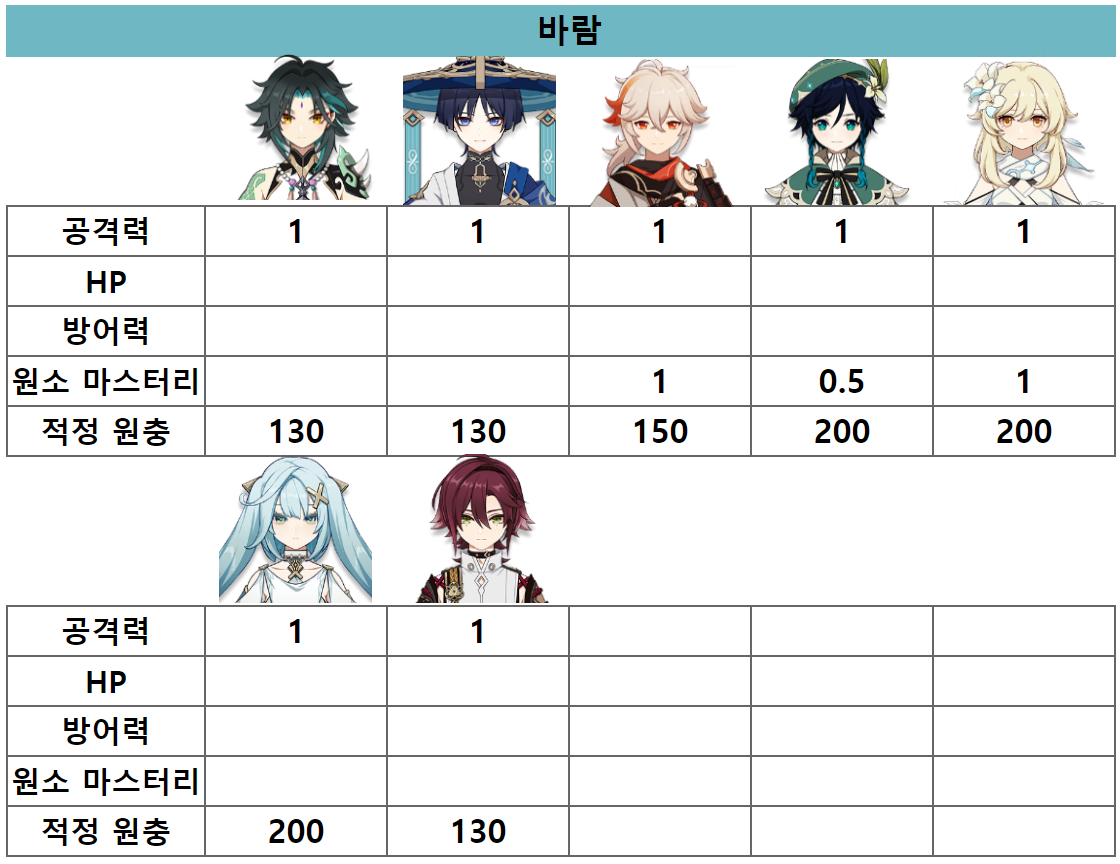 바람
공격력 1 1 1 1 1
HP
방어력
원소 마스터리 1 0.5 1
적정 원충 130 130 150 200 200
공격력 1 1
HP
방어력
원소 마스터리
적정 원충 200 130